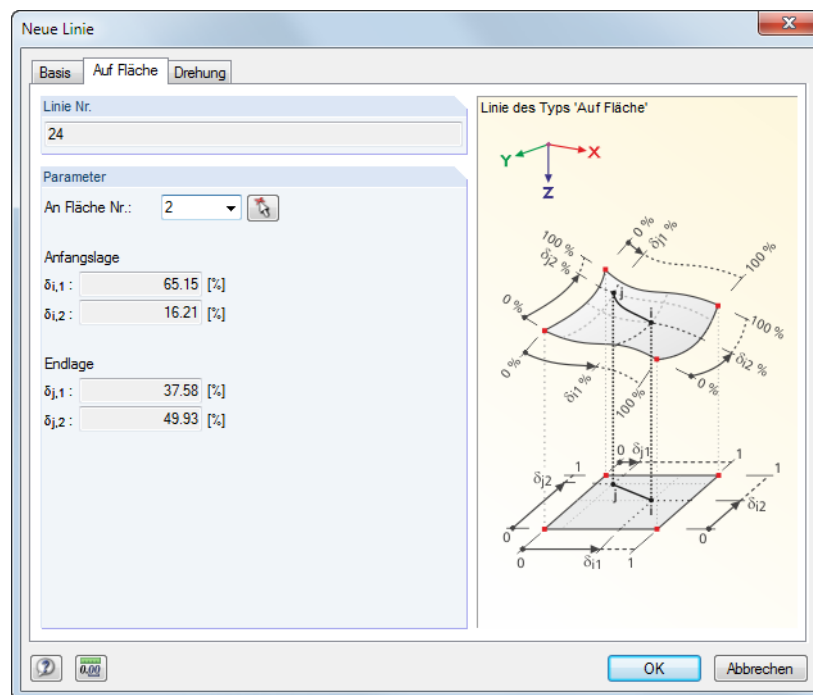 Neue Linie
Basis
Auf Fläche
Drehung
Linie Nr.
24
Parameter
An Fläche Nr.: 2
Anfangslage
δi,1 : 65.15 [%]
δi,2 : 16.21 [%]
Endlage
δj,1 : 37.58 [%]
δj,2 : 49.93 [%]
Linie des Typs 'Auf Fläche'
Y X
Z
0 %
δj1 %
100 %
100 %
δj2 %
0 %
j
i
100 %
δi2 %
0 %
0 %
δi1 %
100 %
0 δj1 1
1
δj2
0
j
i
1
δi2
0
0 δi1 1
0.00
OK
Abbrechen